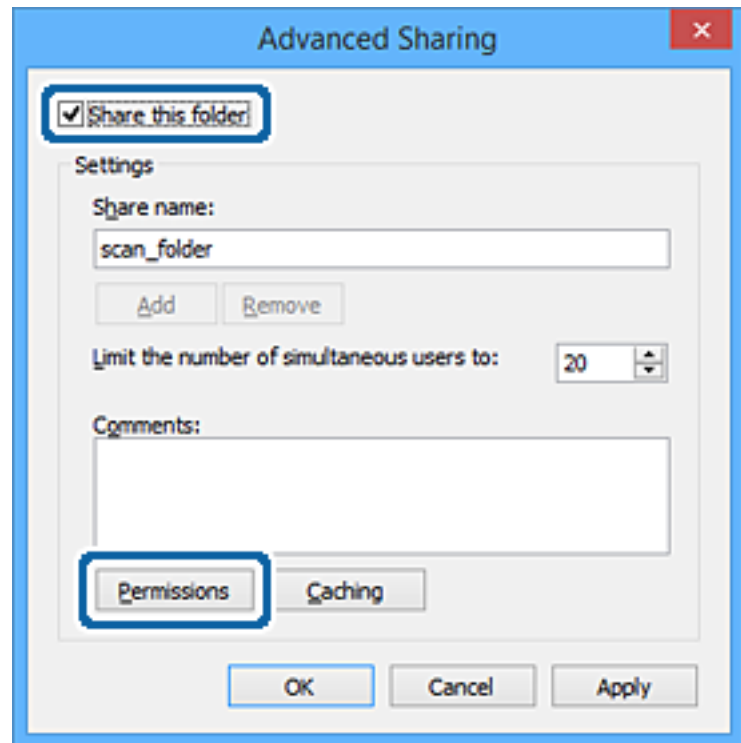 Advanced Sharing
Share this folder
Settings
Share name:
scan_folder
Add Remove
Limit the number of simultaneous users to: 20
Comments:
Permissions Caching
OK Cancel Apply